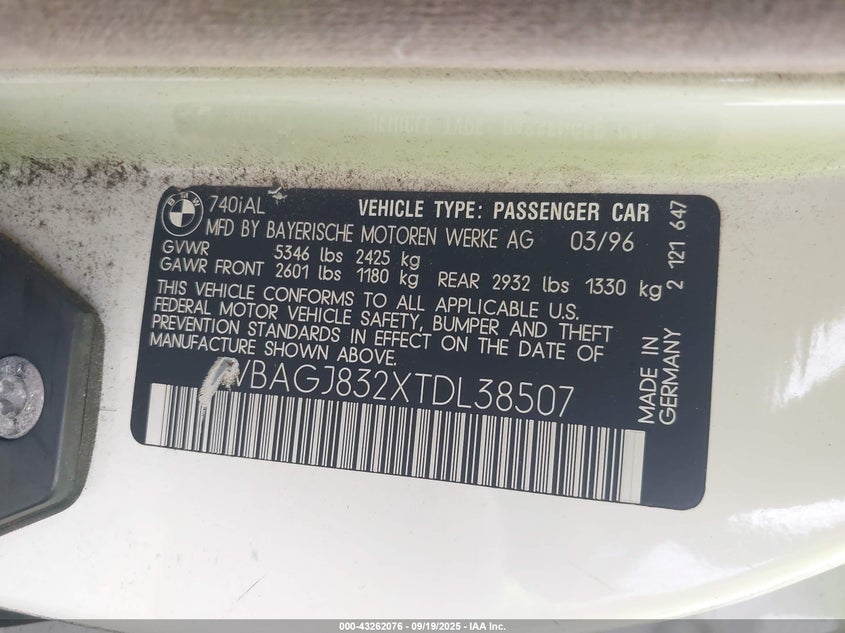 BMW
740iAL VEHICLE TYPE: PASSENGER CAR
MFD BY BAYERISCHE MOTOREN WERKE AG 03/96
GVWR 5346 lbs 2425 kg
GAWR FRONT 2601 lbs 1180 kg REAR 2932 lbs 1330 kg
THIS VEHICLE CONFORMS TO ALL APPLICABLE U.S.
FEDERAL MOTOR VEHICLE SAFETY, BUMPER AND THEFT
PREVENTION STANDARDS IN EFFECT ON THE DATE OF
MANUFACTURE SHOWN ABOVE.
WBAGJ832XTDL38507
MADE IN
GERMANY
2 121 647
000-43262076 - 09/19/2025 - IAA Inc.